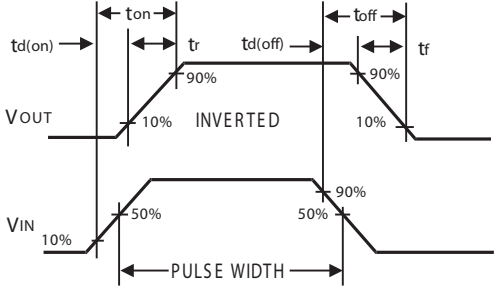 ton toff
td(on) tr td(off) tf
90% 90%
VOUT 10% INVERTED 10%
90%
50% 50%
VIN 10%
PULSE WIDTH